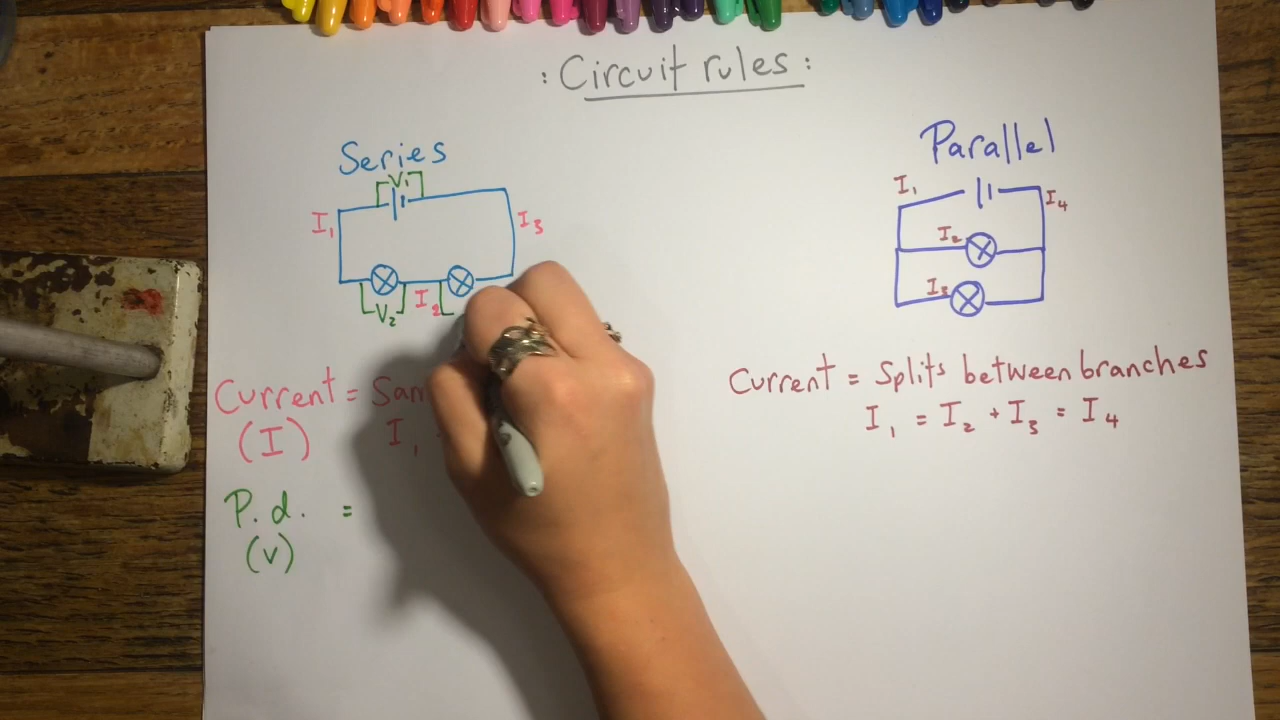 : Circuit rules :
Series
V₁
I₁
I₃
V₂
I₂
Current =
(I)
I₁
P.d. =
(V)
Parallel
I₁
I₄
I₂
I₃
Current = Splits between branches
I₁ = I₂ + I₃ = I₄